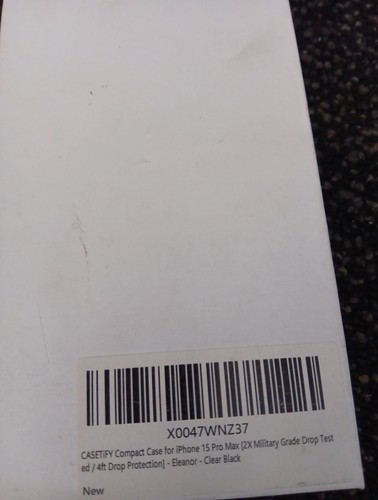 X0047WNZ37
CASETiFY Compact Case for iPhone 15 Pro Max [2X Military Grade Drop Test
ed / 4ft Drop Protection] - Eleanor - Clear Black
New